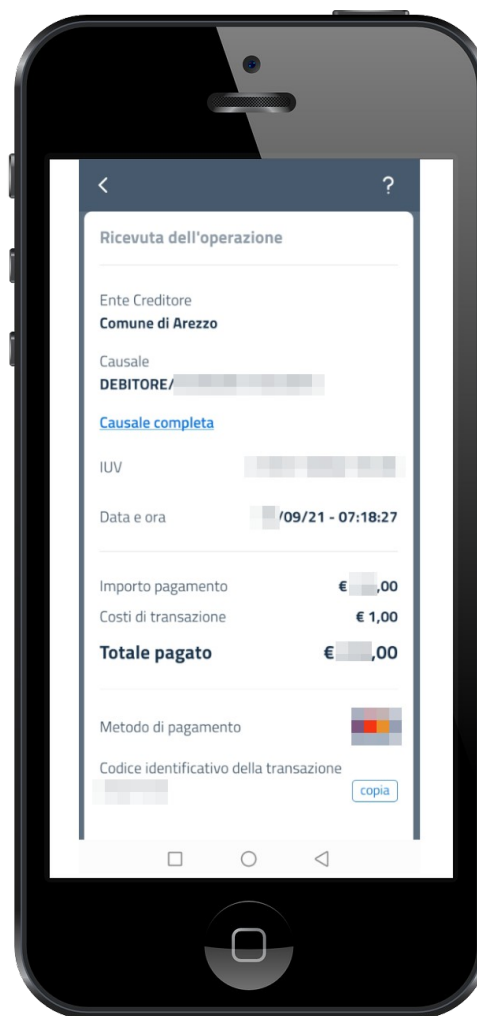 ?
Ricevuta dell'operazione
Ente Creditore
Comune di Arezzo
Causale
DEBITORE/
Causale completa
IUV
Data e ora /09/21 - 07:18:27
Importo pagamento € ,00
Costi di transazione € 1,00
Totale pagato € ,00
Metodo di pagamento
Codice identificativo della transazione
copia